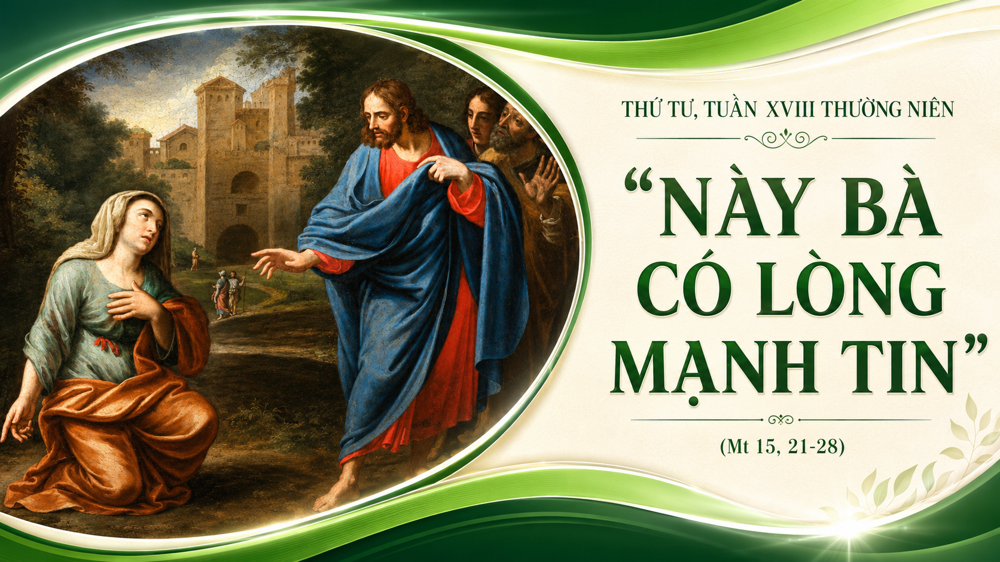 THỨ TƯ, TUẦN XVIII THƯỜNG NIÊN
“NÀY BÀ
CÓ LÒNG
MẠNH TIN”
(Mt 15, 21-28)